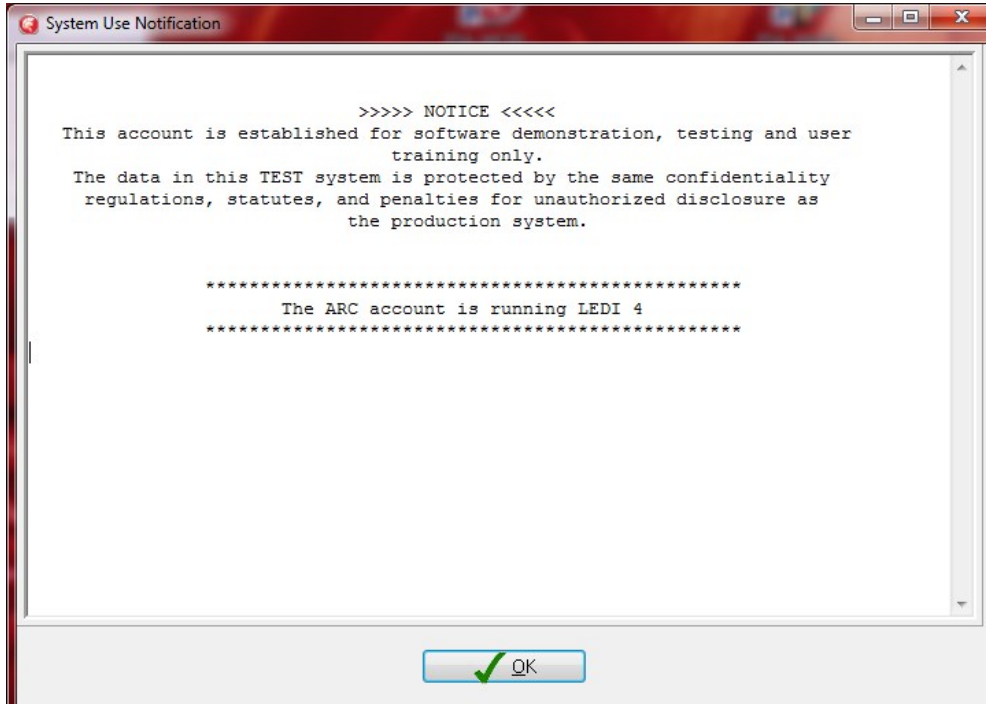 System Use Notification
>>>>> NOTICE <<<<<
This account is established for software demonstration, testing and user
training only.
The data in this TEST system is protected by the same confidentiality
regulations, statutes, and penalties for unauthorized disclosure as
the production system.
*************************************************
The ARC account is running LEDI 4
*************************************************
OK